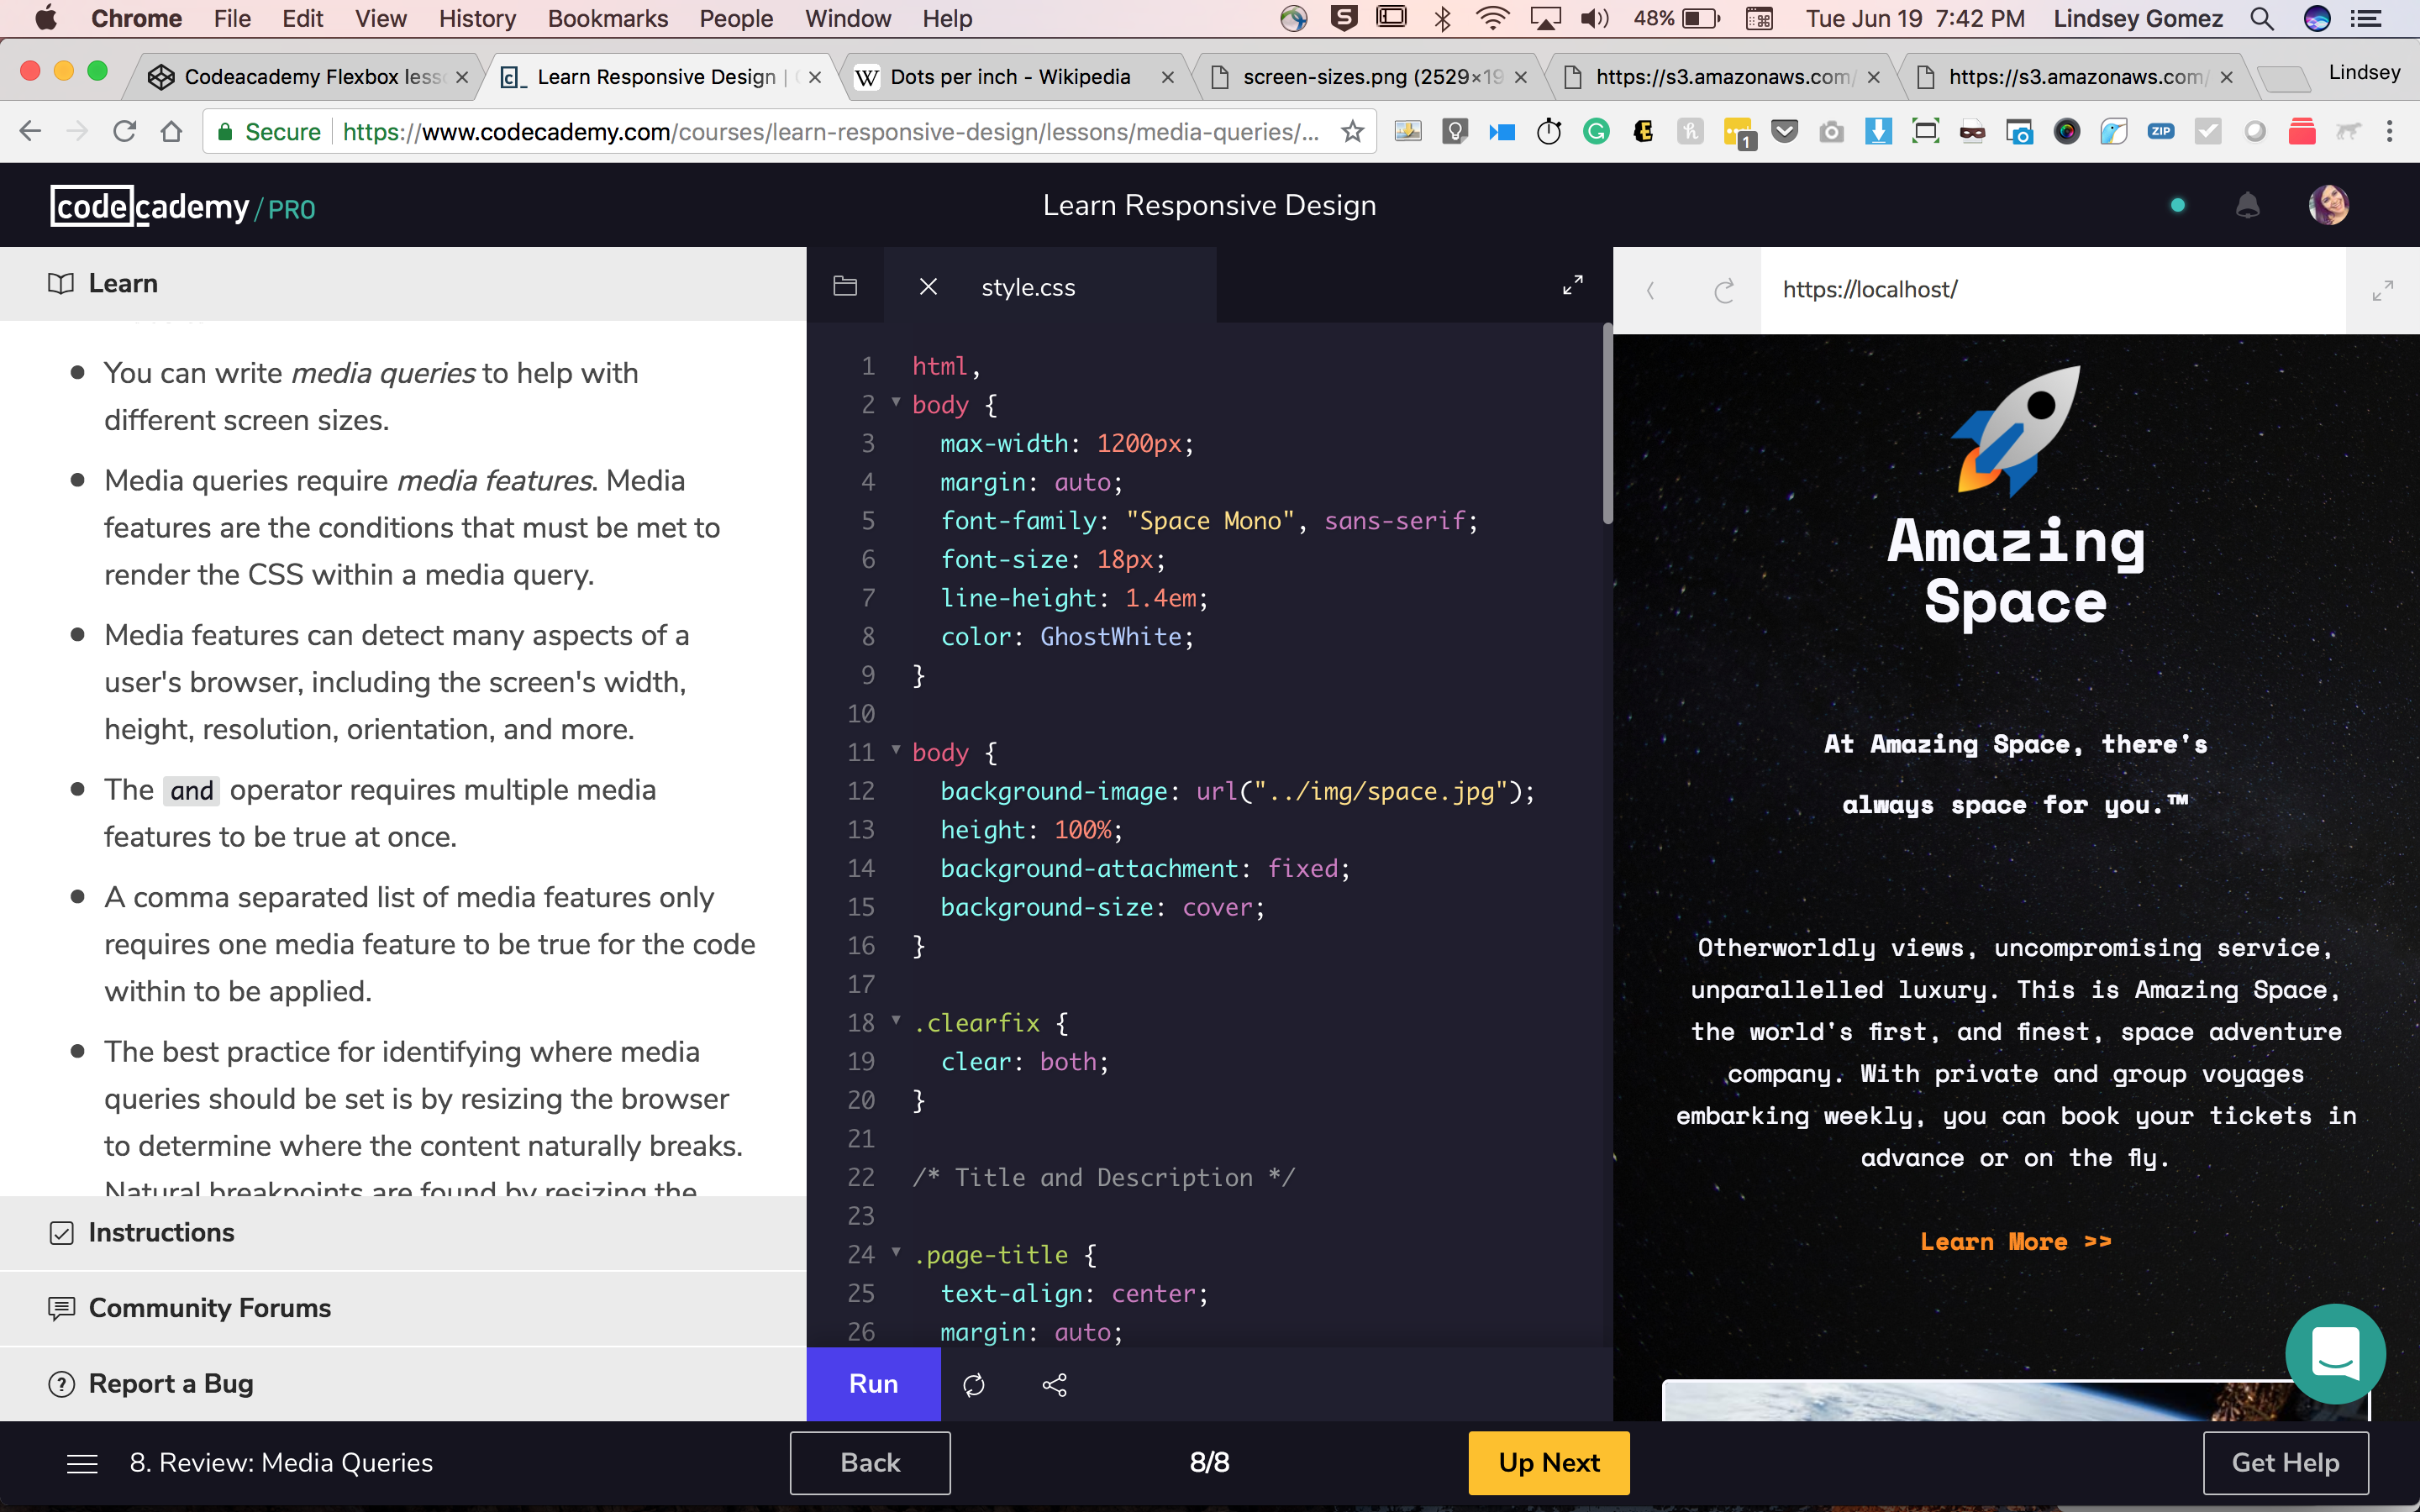 Chrome File Edit View History Bookmarks People Window Help 48% Tue Jun 19 7:42 PM Lindsey Gomez
Codeacademy Flexbox less
Learn Responsive Design |
Dots per inch - Wikipedia
screen-sizes.png (2529×19
https://s3.amazonaws.com/
https://s3.amazonaws.com/
Lindsey
Secure https://www.codecademy.com/courses/learn-responsive-design/lessons/media-queries/...
1
ZIP
codecademy / PRO
Learn Responsive Design
Learn
You can write media queries to help with
different screen sizes.
Media queries require media features. Media
features are the conditions that must be met to
render the CSS within a media query.
Media features can detect many aspects of a
user's browser, including the screen's width,
height, resolution, orientation, and more.
The and operator requires multiple media
features to be true at once.
A comma separated list of media features only
requires one media feature to be true for the code
within to be applied.
The best practice for identifying where media
queries should be set is by resizing the browser
to determine where the content naturally breaks.
Natural breakpoints are found by resizing the
Instructions
Community Forums
Report a Bug
style.css
1 html,
2 body {
3 max-width: 1200px;
4 margin: auto;
5 font-family: "Space Mono", sans-serif;
6 font-size: 18px;
7 line-height: 1.4em;
8 color: GhostWhite;
9 }
10
11 body {
12 background-image: url("../img/space.jpg");
13 height: 100%;
14 background-attachment: fixed;
15 background-size: cover;
16 }
17
18 .clearfix {
19 clear: both;
20 }
21
22 /* Title and Description */
23
24 .page-title {
25 text-align: center;
26 margin: auto;
Run
https://localhost/
Amazing
Space
At Amazing Space, there's
always space for you.™
Otherworldly views, uncompromising service,
unparallelled luxury. This is Amazing Space,
the world's first, and finest, space adventure
company. With private and group voyages
embarking weekly, you can book your tickets in
advance or on the fly.
Learn More >>
8. Review: Media Queries
Back
8/8
Up Next
Get Help